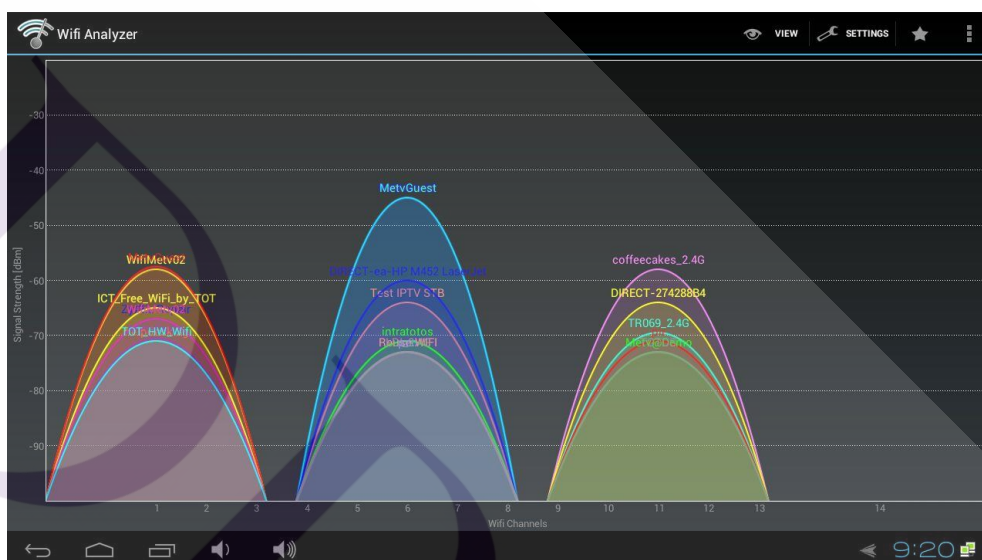 Wifi Analyzer
VIEW
SETTINGS
-30
-40
MetvGuest
-50
WifiMetv02
coffeecakes_2.4G
DIRECT-ea-HP M452 LaserJet
-60
ICT_Free_WiFi_by_TOT
Test IPTV STB
DIRECT-274288B4
TOT_HW_Wifi
intratotos
TR069_2.4G
-70
-80
-90
Signal Strength [dBm]
1 2 3 4 5 6 7 8 9 10 11 12 13 14
Wifi Channels
9:20